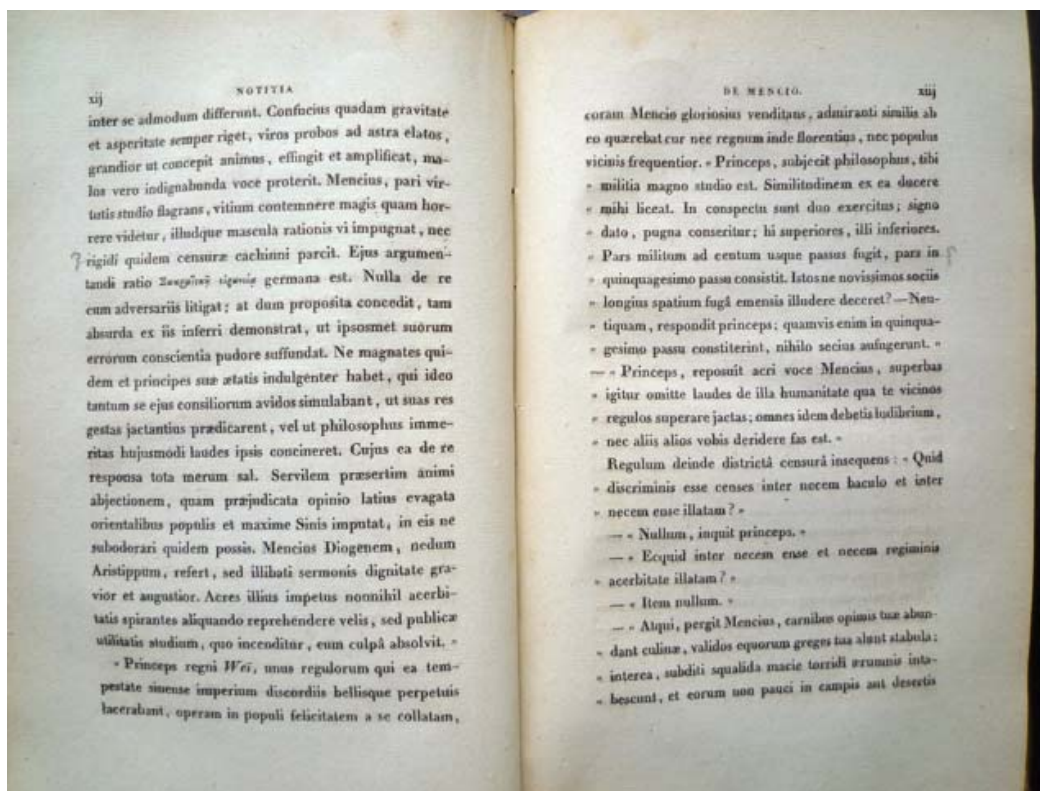 xij
NOTITIA
inter se admodum differunt. Confucius quadam gravitate
et asperitate semper riget, viros probos ad astra elatos,
grandior ut concepit animus, effingit et amplificat, ma-
los vero indignabonda voce proterit. Mencius, pari vir-
tutis studio flagrans, vitium contemnere magis quam hor-
rere videtur, illudque mascula rationis vi impugnat, nec
rigidi quidem censuræ cachinni parcit. Ejus argumen-
tandi ratio germana est. Nulla de re
cum adversariis litigat; at dum proposita concedit, tam
absurda ex iis inferri demonstrat, ut ipsosmet suorum
errorum conscientia pudore suffundat. Ne magnates qui-
dem et principes suæ ætatis indulgenter habet, qui ideo
tantum se ejus consiliorum avidos simulabant, ut suas res
gestas jactantius prædicarent, vel ut philosophus imme-
ritas hujusmodi laudes ipsis concineret. Cujus ea de re
responsa tota merum sal. Servilem præsertim animi
abjectionem, quam præjudicata opinio latius evagata
orientalibus populis et maxime Sinis imputat, in eis ne
subodorari quidem possis. Mencius Diogenem, nedum
Aristippum, refert, sed illibati sermonis dignitate gra-
vior et augustior. Acres illius impetus nonnihil acerbi-
tatis spirantes aliquando reprehendere velis, sed publicæ
utilitatis studium, quo incenditur, eum culpâ absolvit. »
« Princeps regni Weï, unus regulorum qui ea tem-
pestate sinense imperium discordiis bellisque perpetuis
lacerabant, operam in populi felicitatem a se collatam,
DE MENCIO.
xiij
coram Mencio gloriosius venditans, admiranti similis ab
eo quærebat cur nec regnum inde florentius, nec populus
vicinis frequentior. « Princeps, subjecit philosophus, tibi
« militia magno studio est. Similitudinem ex ea ducere
« mihi liceat. In conspectu sunt duo exercitus; signo
« dato, pugna conseritur; hi superiores, illi inferiores.
« Pars militum ad centum usque passus fugit, pars in
« quinquagesimo passu consistit. Istos ne novissimos sociis
« longius spatium fugâ emensis illudere deceret? — Neu-
« tiquam, respondit princeps; quamvis enim in quinqua-
« gesimo passu constiterint, nihilo secius aufugerunt. »
— « Princeps, reposuit acri voce Mencius, superbas
« igitur omitte laudes de illa humanitate qua te vicinos
« regulos superare jactas; omnes idem debetis ludibrium,
« nec aliis alios vobis deridere fas est. »
Regulum deinde districtâ censurâ insequens : « Quid
« discriminis esse censes inter necem baculo et inter
« necem ense illatam? »
— « Nullum, inquit princeps. »
— « Ecquid inter necem ense et necem regiminis
« acerbitate illatam? »
— « Item nullum. »
— « Atqui, pergit Mencius, carnibus opimis tuæ abun-
« dant culinæ, validos equorum greges tua alunt stabula;
« interea, subditi squalida macie torridi ærumnis inta-
« bescunt, et eorum non pauci in campis aut desertis